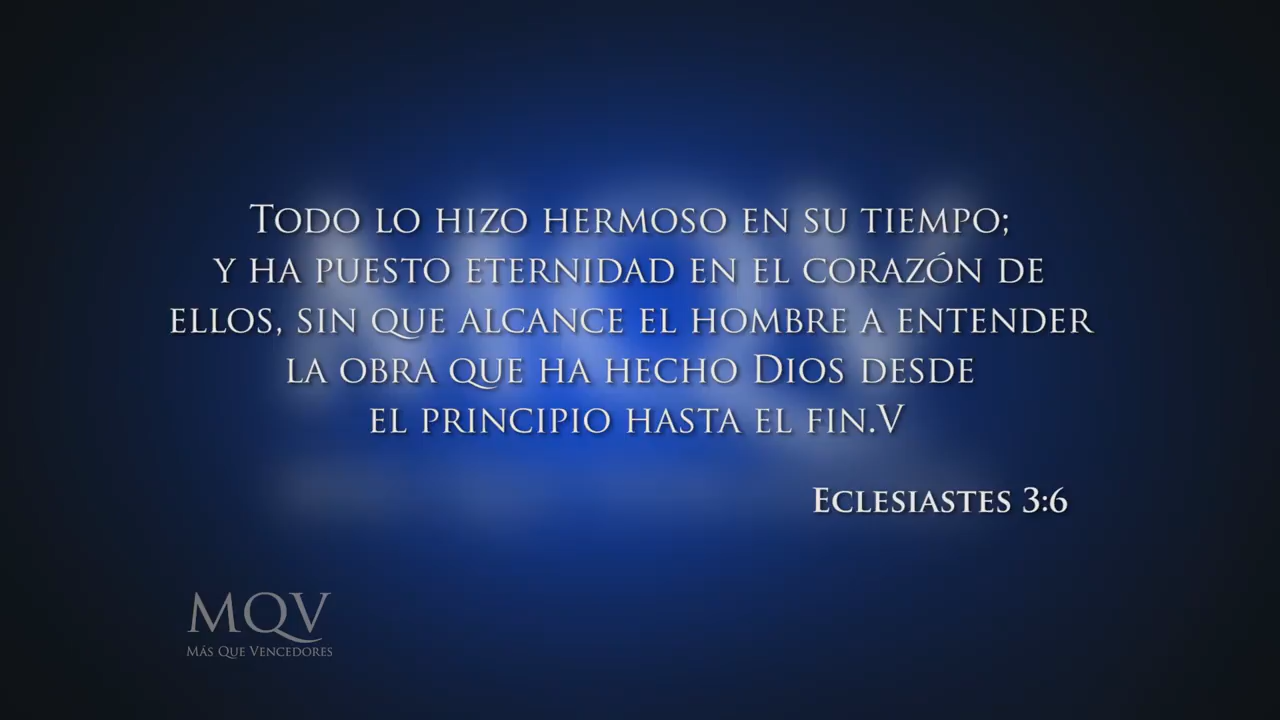 Todo lo hizo hermoso en su tiempo;
y ha puesto eternidad en el corazón de
ellos, sin que alcance el hombre a entender
la obra que ha hecho Dios desde
el principio hasta el fin.V
Eclesiastes 3:6
MQV
Más Que Vencedores